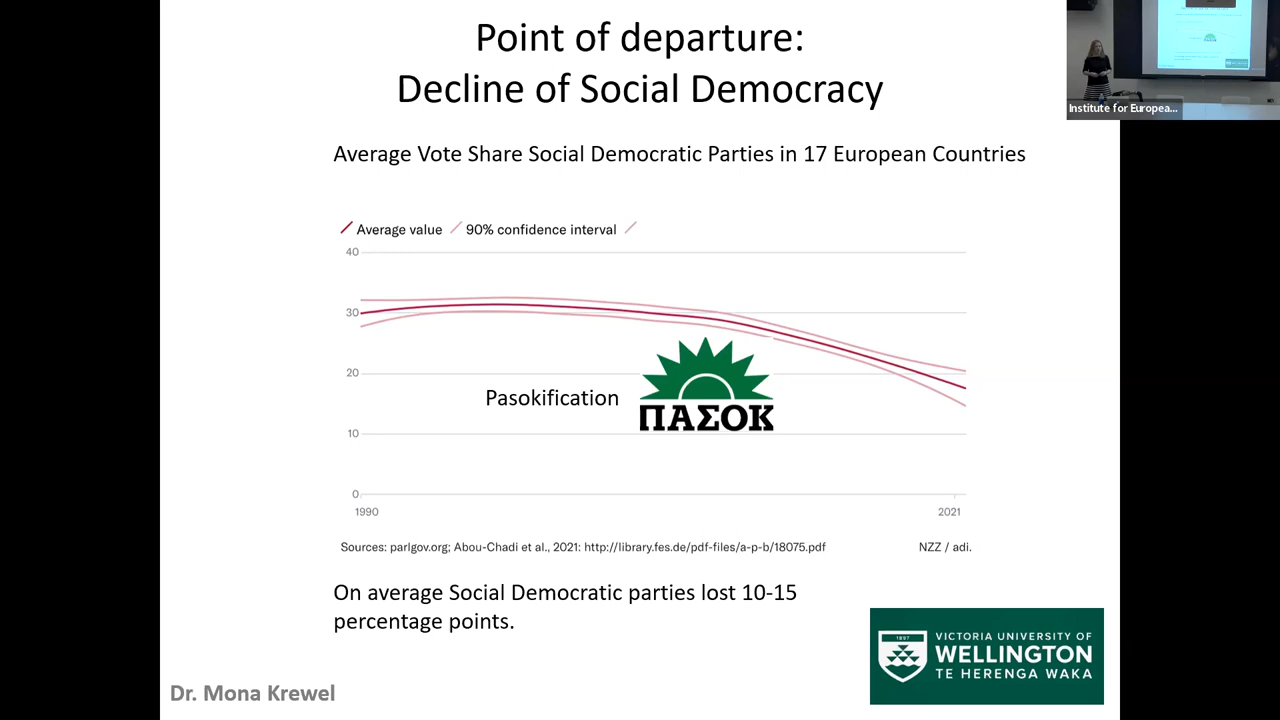 Point of departure:
Decline of Social Democracy
Institute for Europea...
Average Vote Share Social Democratic Parties in 17 European Countries
Average value 90% confidence interval
40
30
20
10
0
Pasokification
ΠΑΣΟΚ
1990 2021
Sources: parlgov.org; Abou-Chadi et al., 2021: http://library.fes.de/pdf-files/a-p-b/18075.pdf NZZ / adi.
On average Social Democratic parties lost 10-15
percentage points.
1897
VICTORIA UNIVERSITY OF
WELLINGTON
TE HERENGA WAKA
Dr. Mona Krewel